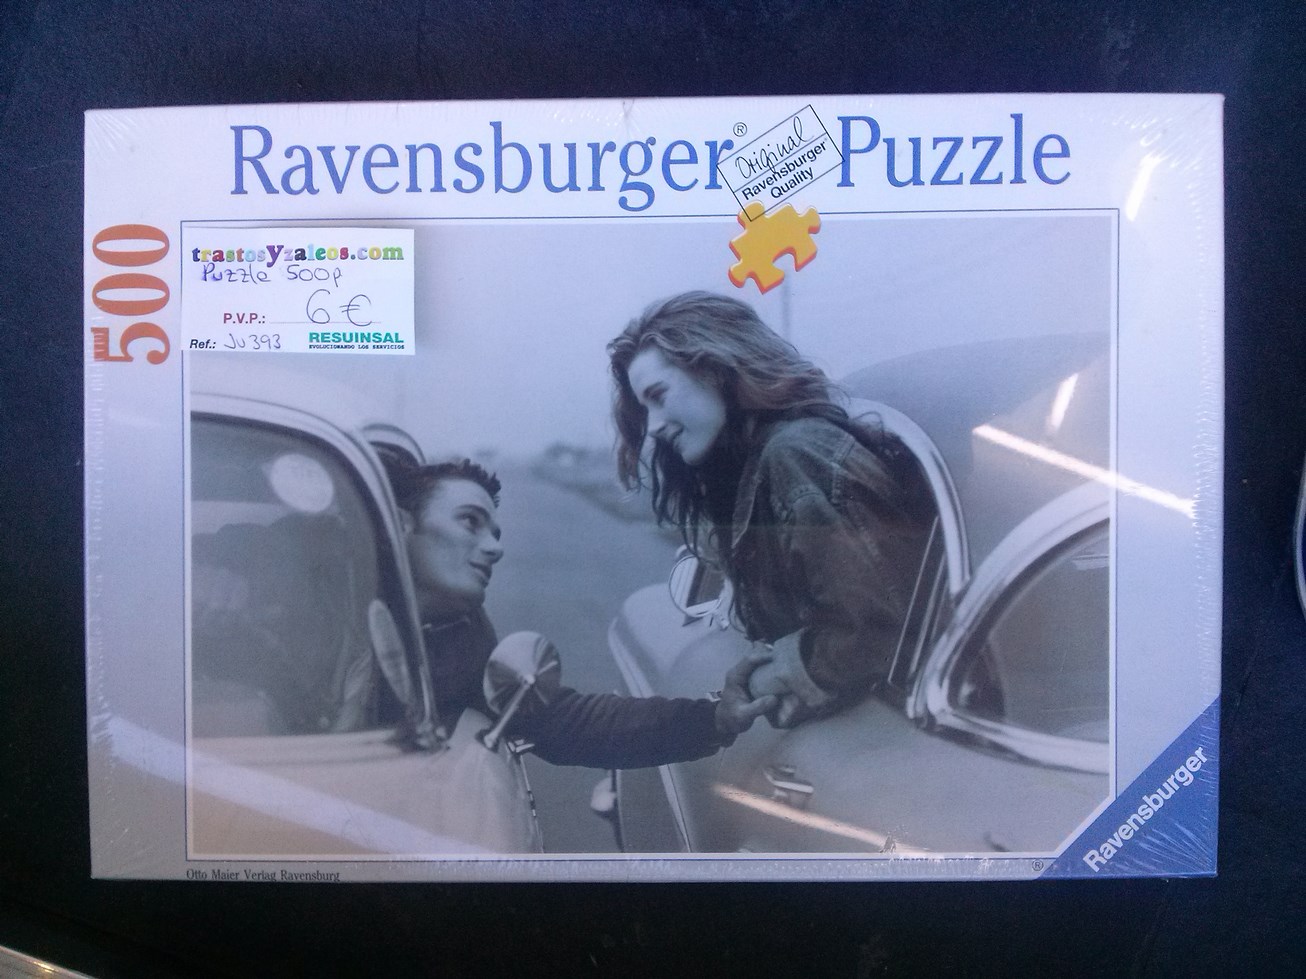 Ravensburger® Puzzle
Original
Ravensburger
Quality
500
trastosyzaleos.com
Puzzle 500p
P.V.P.: 6 €
Ref.: Ju393
RESUINSAL
EVOLUCIONANDO LOS SERVICIOS
Ravensburger
®
Otto Maier Verlag Ravensburg